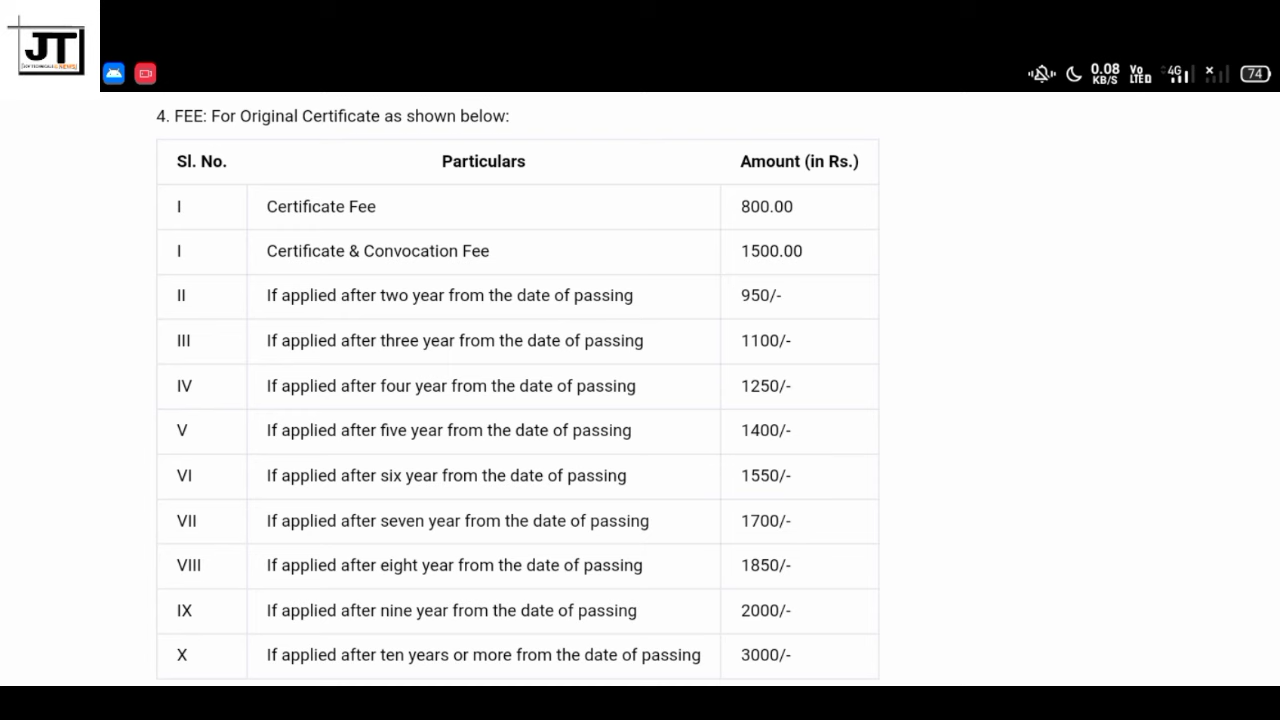 JT
0.08
KB/S
Vo
LTE
4G
74
4. FEE: For Original Certificate as shown below:
Sl. No. Particulars Amount (in Rs.)
I Certificate Fee 800.00
I Certificate & Convocation Fee 1500.00
II If applied after two year from the date of passing 950/-
III If applied after three year from the date of passing 1100/-
IV If applied after four year from the date of passing 1250/-
V If applied after five year from the date of passing 1400/-
VI If applied after six year from the date of passing 1550/-
VII If applied after seven year from the date of passing 1700/-
VIII If applied after eight year from the date of passing 1850/-
IX If applied after nine year from the date of passing 2000/-
X If applied after ten years or more from the date of passing 3000/-